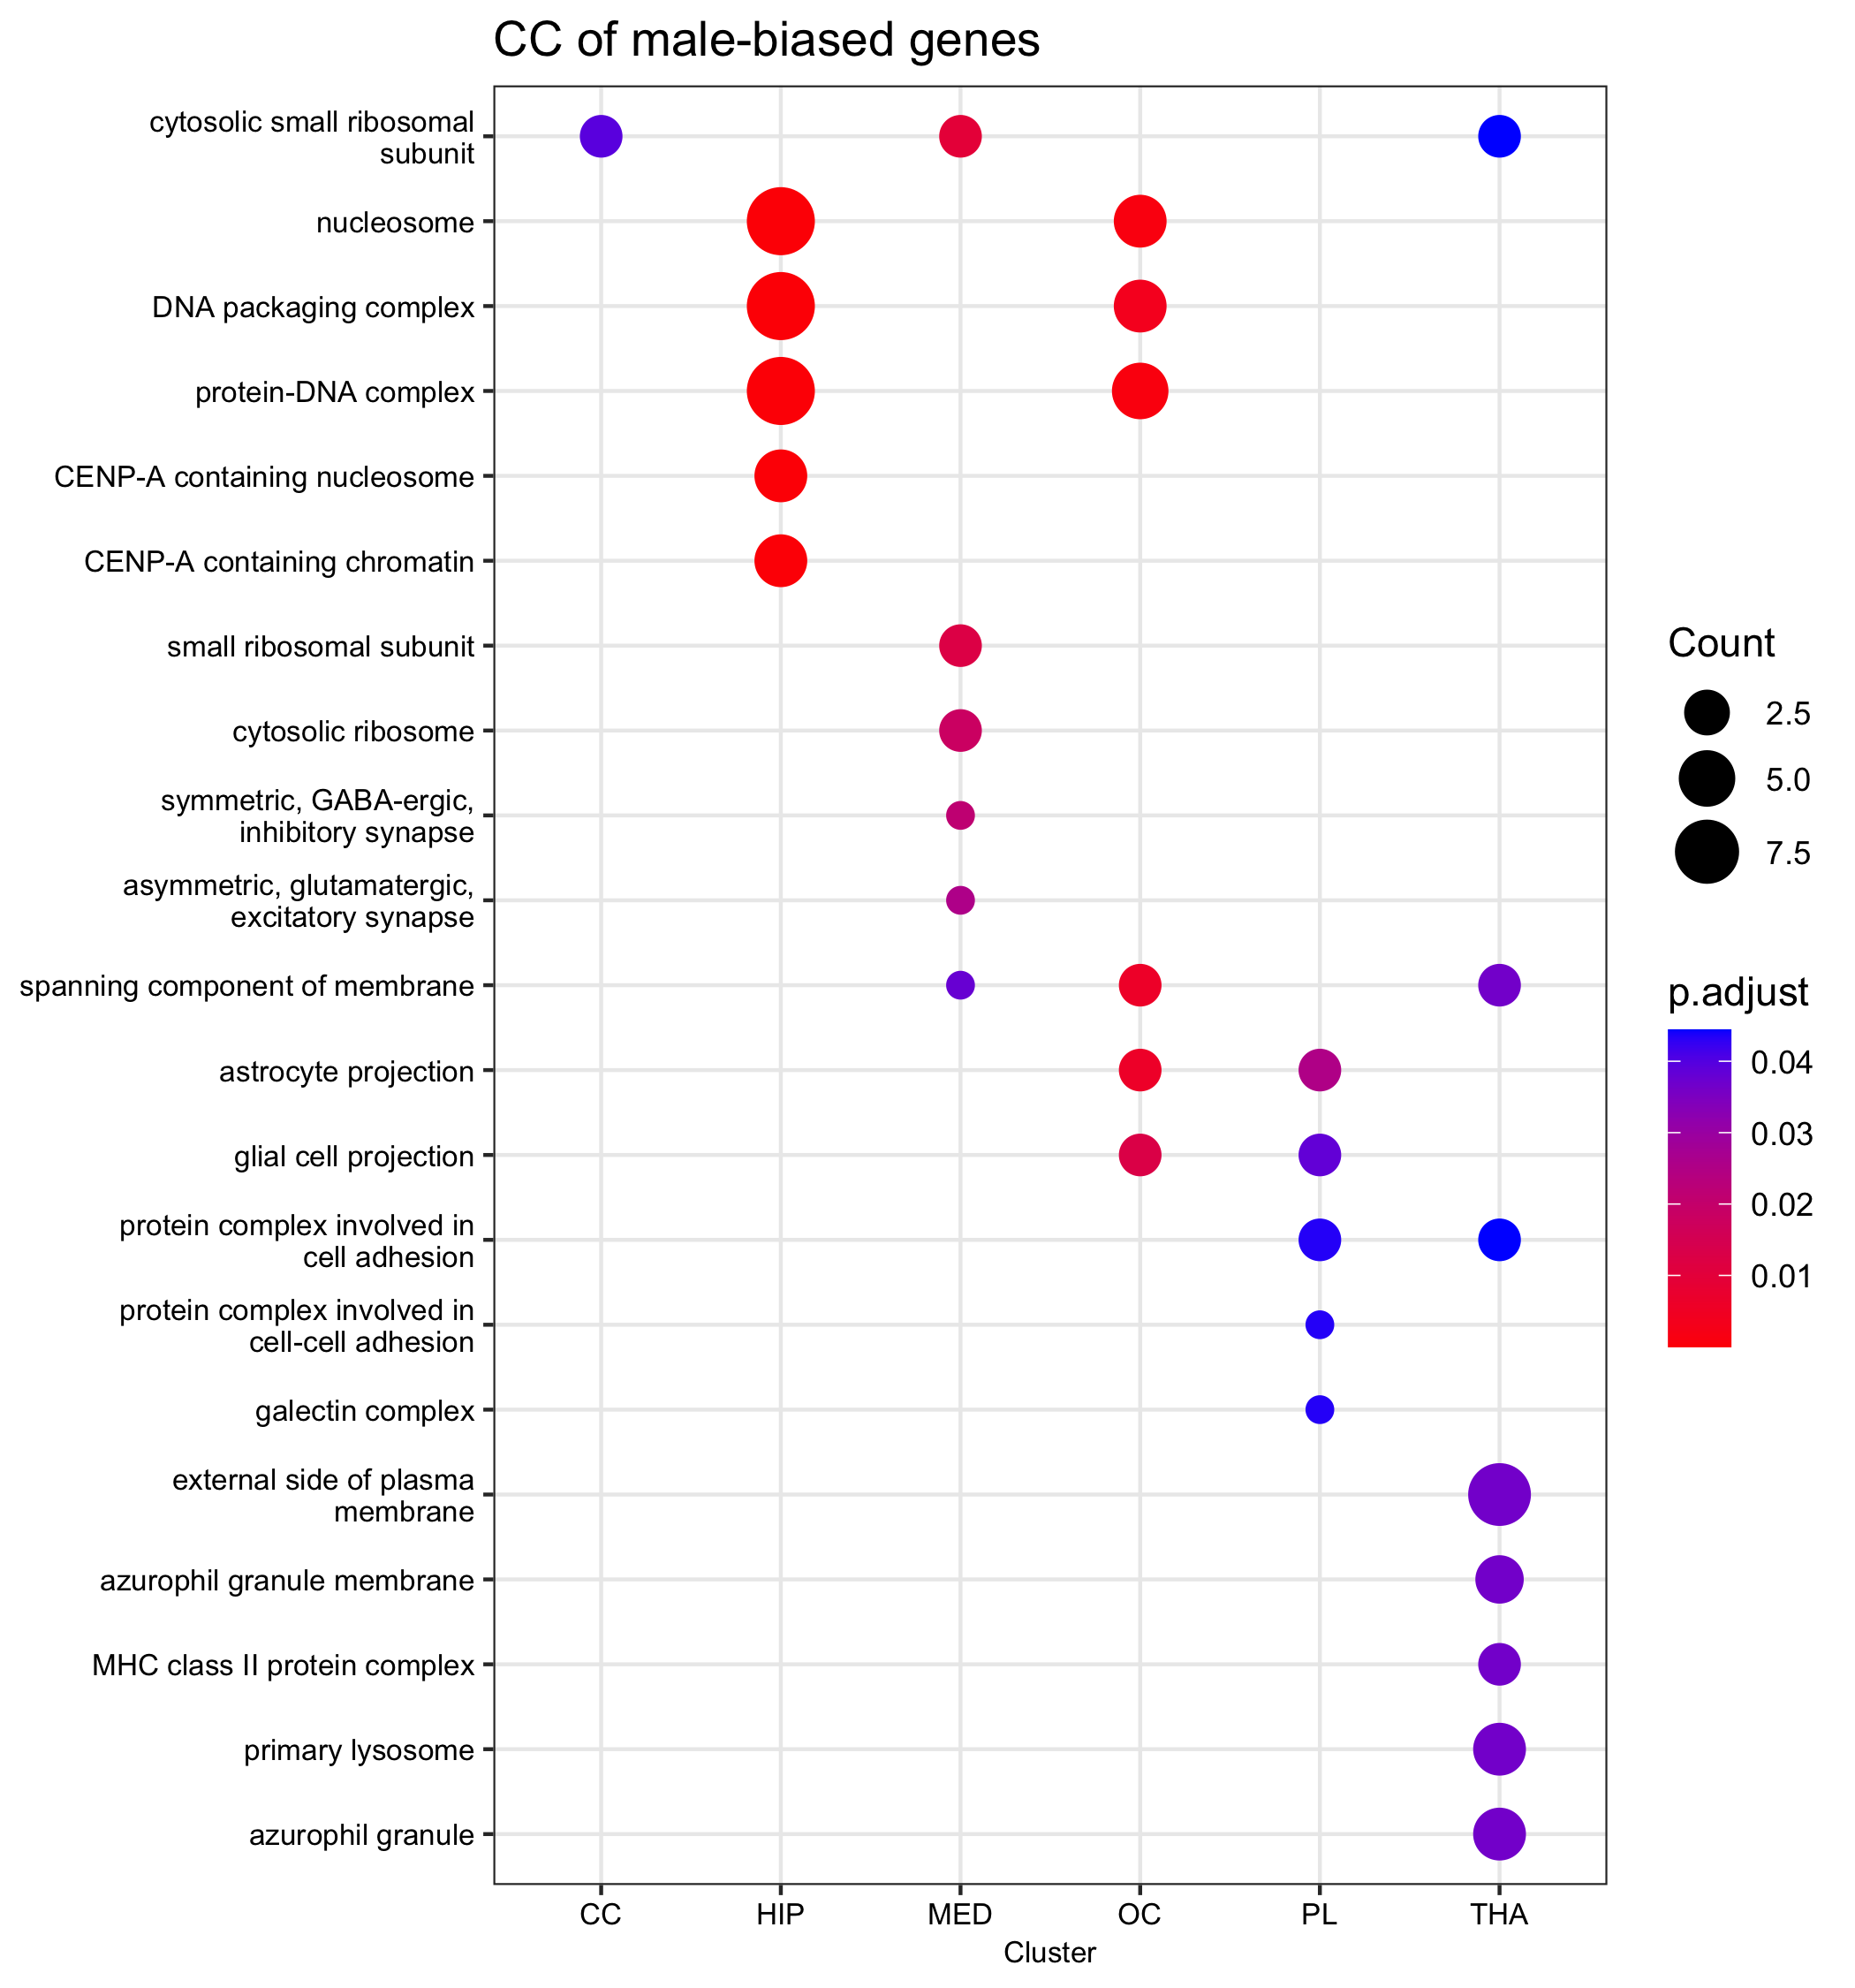 CC of male-biased genes
cytosolic small ribosomal
subunit
nucleosome
DNA packaging complex
protein-DNA complex
CENP-A containing nucleosome
CENP-A containing chromatin
small ribosomal subunit
cytosolic ribosome
symmetric, GABA-ergic,
inhibitory synapse
asymmetric, glutamatergic,
excitatory synapse
spanning component of membrane
astrocyte projection
glial cell projection
protein complex involved in
cell adhesion
protein complex involved in
cell-cell adhesion
galectin complex
external side of plasma
membrane
azurophil granule membrane
MHC class II protein complex
primary lysosome
azurophil granule
CC HIP MED OC PL THA
Cluster
Count
2.5
5.0
7.5
p.adjust
0.04
0.03
0.02
0.01